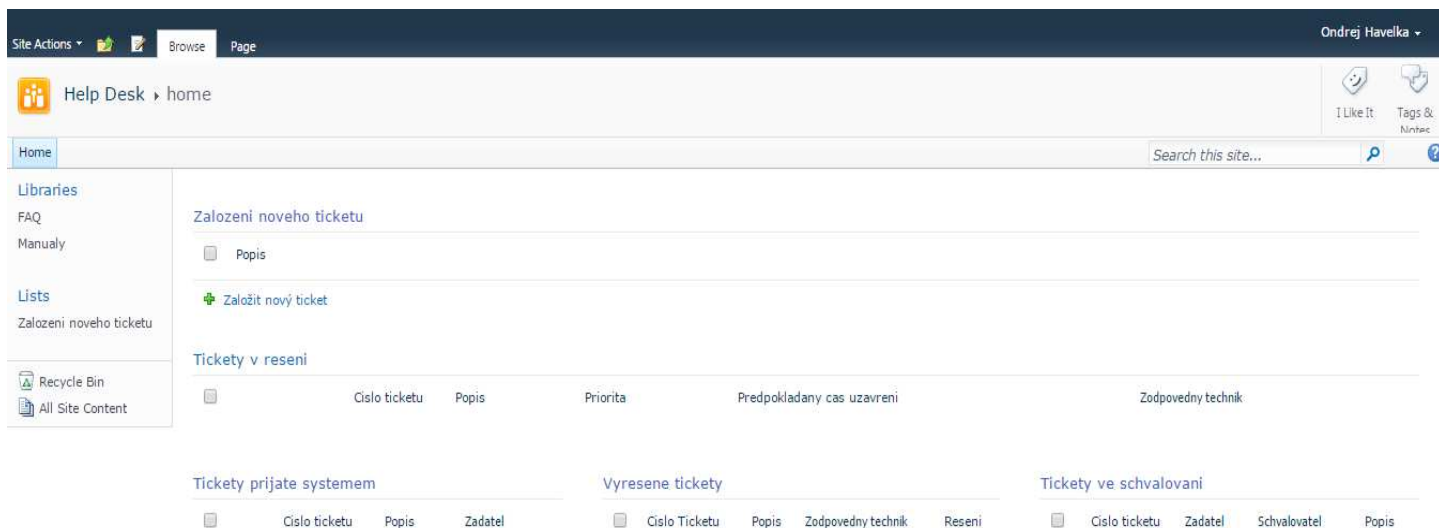 Site Actions Browse Page Ondrej Havelka
Help Desk home
I Like It Tags & Notes
Home Search this site...
Libraries
FAQ
Manualy
Lists
Zalozeni noveho ticketu
Recycle Bin
All Site Content
Zalozeni noveho ticketu
Popis
Založit nový ticket
Tickety v reseni
Cislo ticketu Popis Priorita Predpokladany cas uzavreni Zodpovedny technik
Tickety prijate systemem
Cislo ticketu Popis Zadatel
Vyresene tickety
Cislo Ticketu Popis Zodpovedny technik Reseni
Tickety ve schvalovani
Cislo ticketu Zadatel Schvalovatel Popis